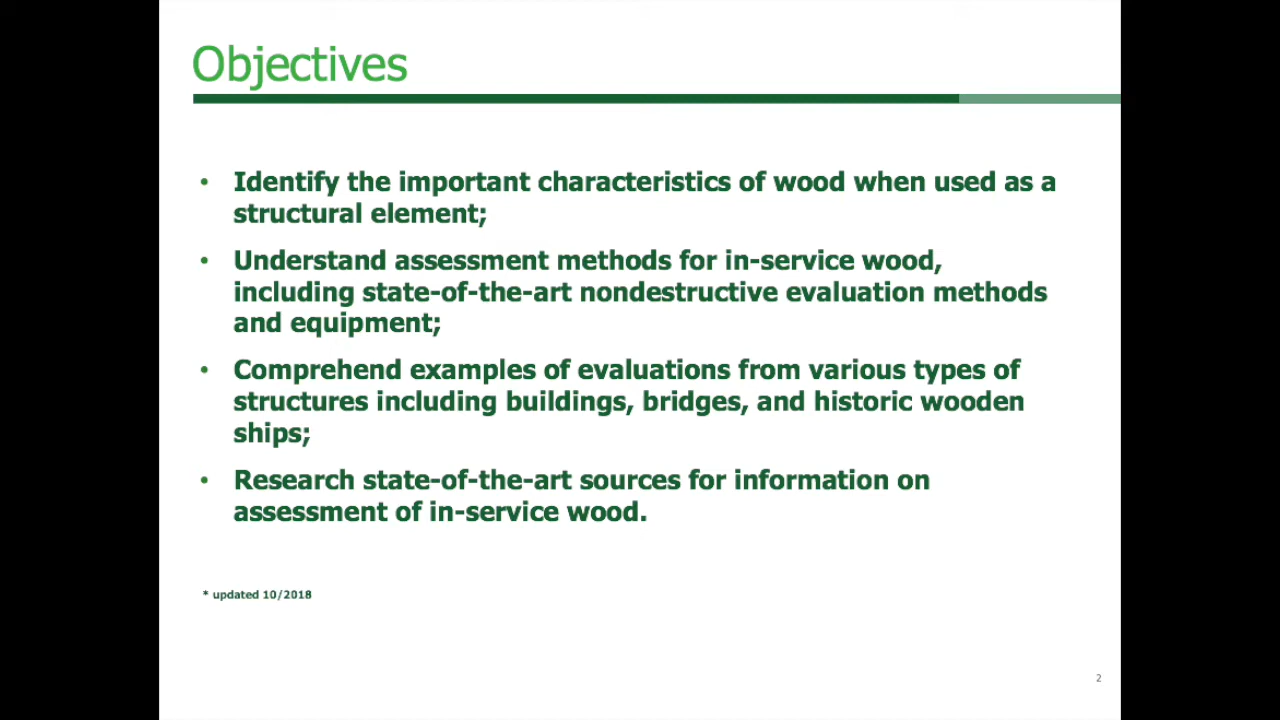 Objectives
• Identify the important characteristics of wood when used as a
structural element;
• Understand assessment methods for in-service wood,
including state-of-the-art nondestructive evaluation methods
and equipment;
• Comprehend examples of evaluations from various types of
structures including buildings, bridges, and historic wooden
ships;
• Research state-of-the-art sources for information on
assessment of in-service wood.
* updated 10/2018
2